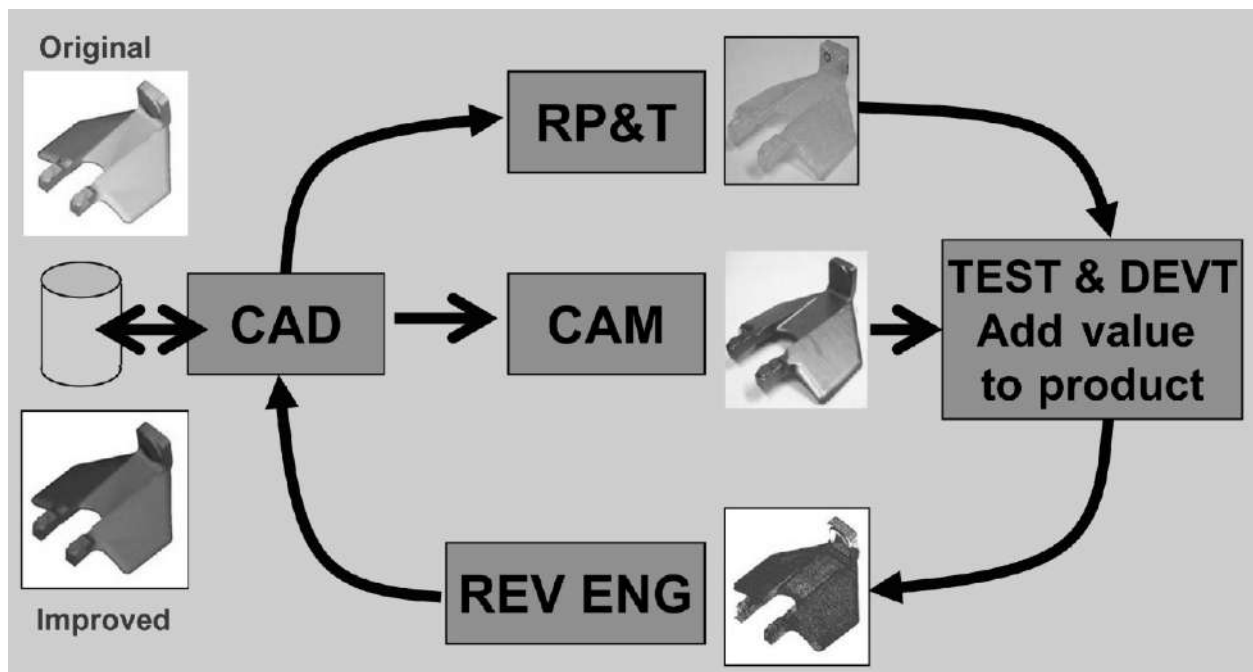 Original
RP&T
CAD
CAM
TEST & DEVT
Add value
to product
REV ENG
Improved